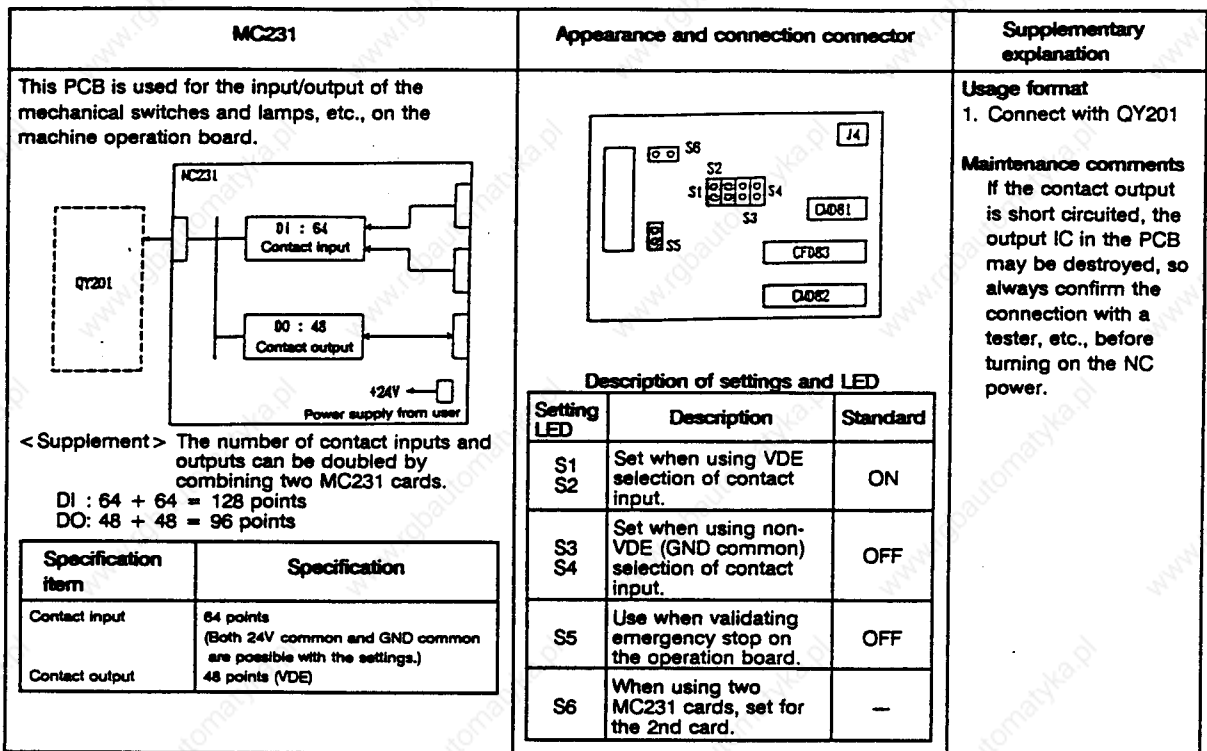 MC231
This PCB is used for the input/output of the
mechanical switches and lamps, etc., on the
machine operation board.
MC231
QY201
DI : 64
Contact input
DO : 48
Contact output
+24V
Power supply from user
<Supplement> The number of contact inputs and
outputs can be doubled by
combining two MC231 cards.
DI : 64 + 64 = 128 points
DO: 48 + 48 = 96 points
Specification
item
Specification
Contact input
64 points
(Both 24V common and GND common
are possible with the settings.)
Contact output
48 points (VDE)
Appearance and connection connector
J4
S6
S2
S1
S4
S3
CMD81
S5
CFD83
CMD82
Description of settings and LED
Setting
LED
Description
Standard
S1
S2
Set when using VDE
selection of contact
input.
ON
S3
S4
Set when using non-
VDE (GND common)
selection of contact
input.
OFF
S5
Use when validating
emergency stop on
the operation board.
OFF
S6
When using two
MC231 cards, set for
the 2nd card.
—
Supplementary
explanation
Usage format
1. Connect with QY201
Maintenance comments
If the contact output
is short circuited, the
output IC in the PCB
may be destroyed, so
always confirm the
connection with a
tester, etc., before
turning on the NC
power.
www.rgbautomatyka.pl